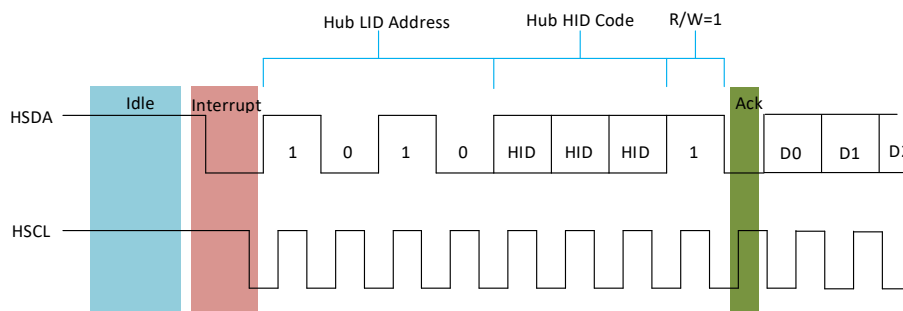 Hub LID Address Hub HID Code R/W=1
Idle Interrupt Ack
HSDA
1 0 1 0 HID HID HID 1 D0 D1
HSCL